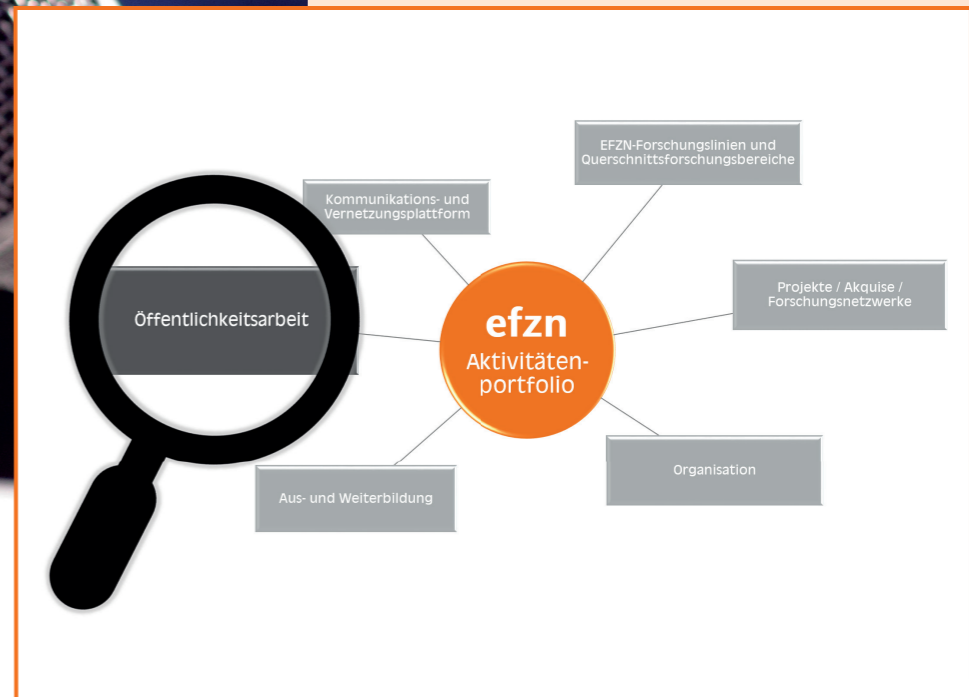 EFZN-Forschungslinien und
Querschnittsforschungsbereiche
Kommunikations- und
Vernetzungsplattform
Projekte / Akquise /
Forschungsnetzwerke
Öffentlichkeitsarbeit
efzn
Aktivitäten-
portfolio
Organisation
Aus- und Weiterbildung